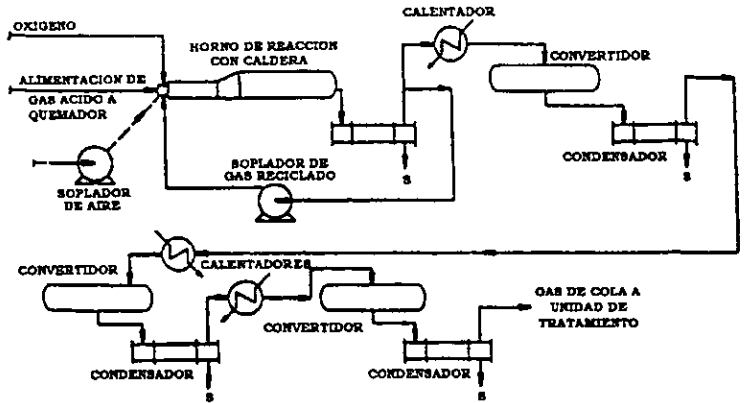 CALENTADOR
OXIGENO
HORNO DE REACCION
CON CALDERA
CONVERTIDOR
ALIMENTACION DE
GAS ACIDO A
QUEMADOR
SOPLADOR DE
GAS RECICLADO
S
CONDENSADOR
S
SOPLADOR
DE AIRE
CONVERTIDOR
CALENTADORES
GAS DE COLA A
UNIDAD DE
TRATAMIENTO
CONVERTIDOR
CONDENSADOR
CONDENSADOR
S
S